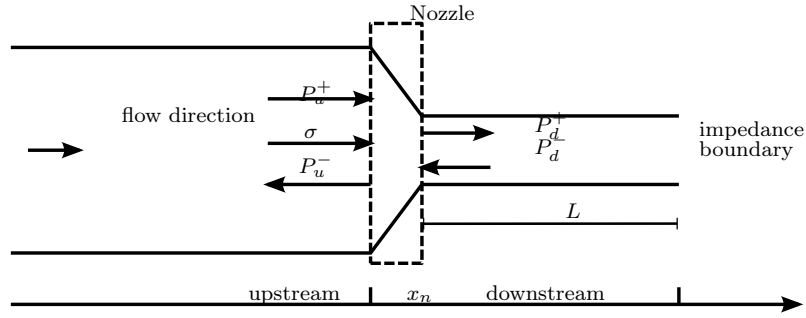 Nozzle
P_u^+
flow direction
σ
P_u^-
P_d^+
P_d^-
impedance
boundary
L
upstream
x_n
downstream